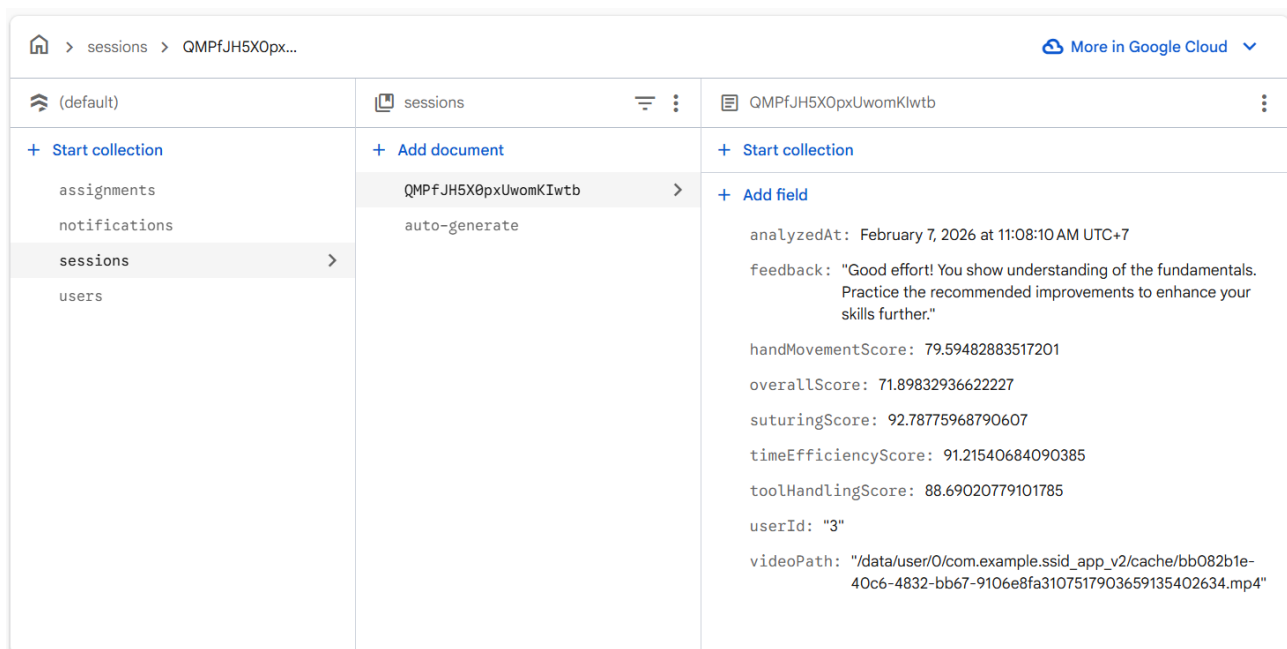 sessions > QMPfJH5X0px...
More in Google Cloud
(default)
sessions
QMPfJH5X0pxUwomKIwtb
+ Start collection
assignments
notifications
sessions
users
+ Add document
QMPfJH5X0pxUwomKIwtb
auto-generate
+ Start collection
+ Add field
analyzedAt: February 7, 2026 at 11:08:10 AM UTC+7
feedback: "Good effort! You show understanding of the fundamentals.
Practice the recommended improvements to enhance your
skills further."
handMovementScore: 79.59482883517201
overallScore: 71.89832936622227
suturingScore: 92.78775968790607
timeEfficiencyScore: 91.21540684090385
toolHandlingScore: 88.69020779101785
userId: "3"
videoPath: "/data/user/0/com.example.ssid_app_v2/cache/bb082b1e-
40c6-4832-bb67-9106e8fa3107517903659135402634.mp4"